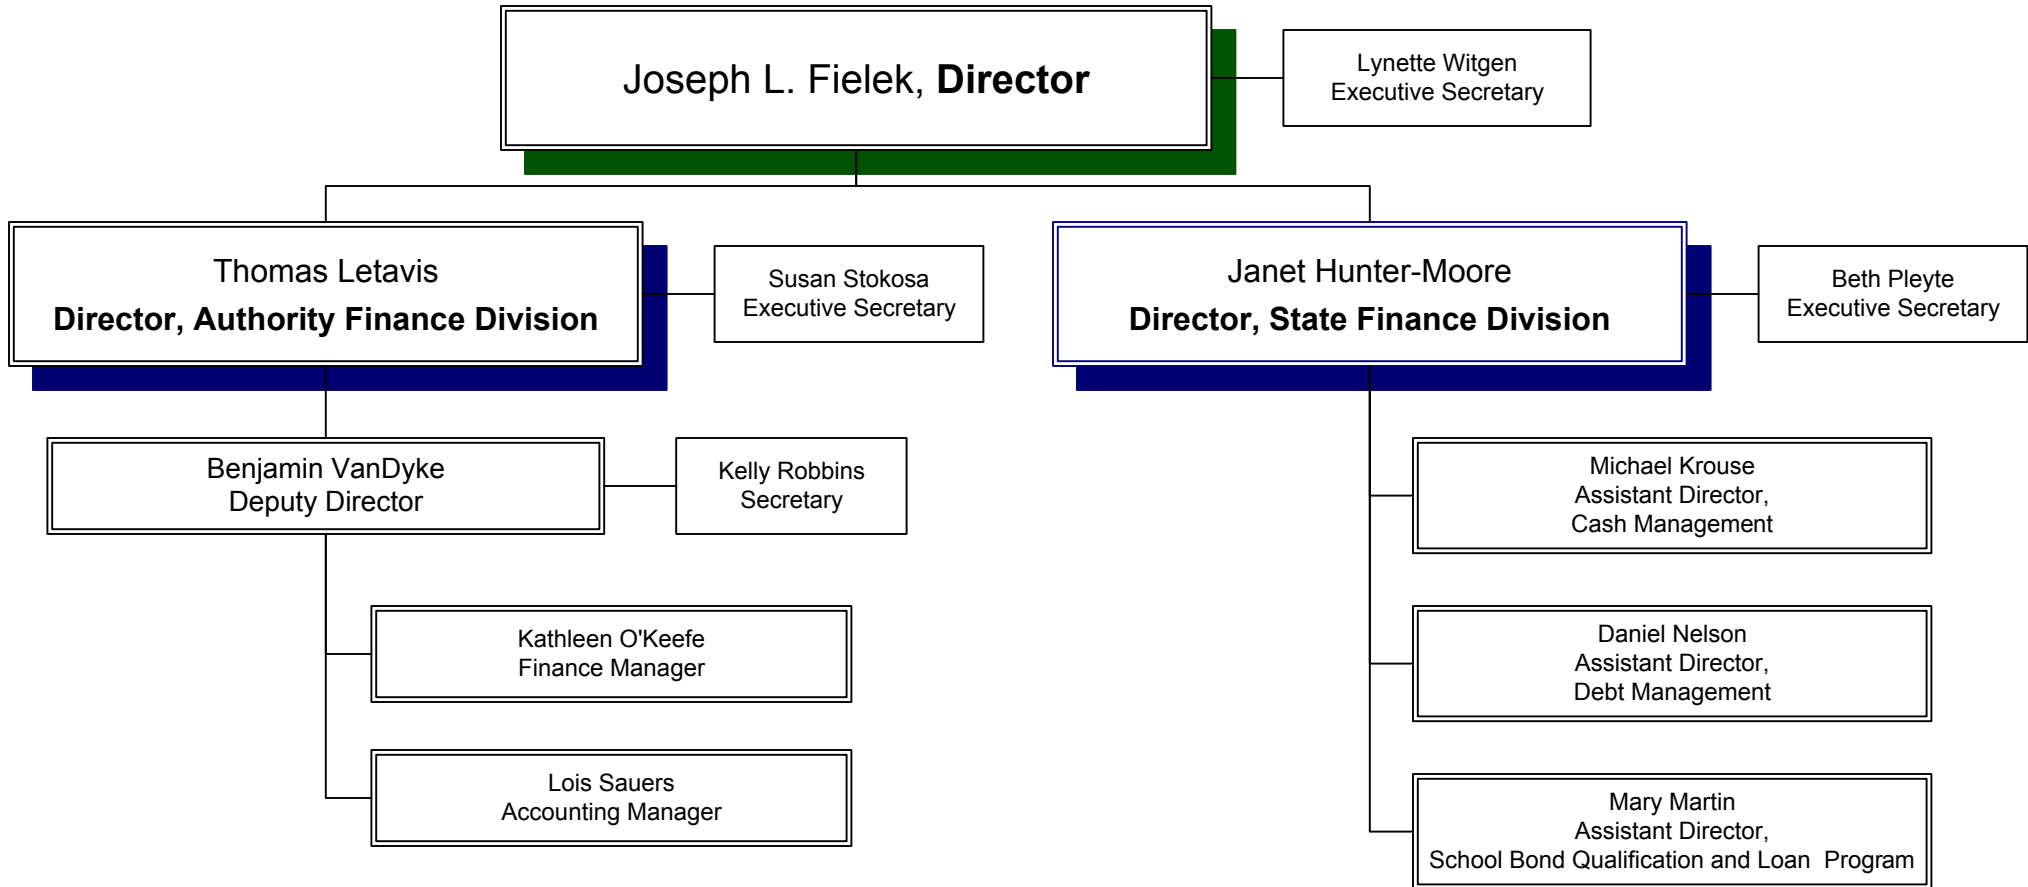 Joseph L. Fielek, Director
Lynette Witgen
Executive Secretary
Thomas Letavis
Director, Authority Finance Division
Susan Stokosa
Executive Secretary
Janet Hunter-Moore
Director, State Finance Division
Beth Pleyte
Executive Secretary
Benjamin VanDyke
Deputy Director
Kelly Robbins
Secretary
Kathleen O'Keefe
Finance Manager
Lois Sauers
Accounting Manager
Michael Krouse
Assistant Director,
Cash Management
Daniel Nelson
Assistant Director,
Debt Management
Mary Martin
Assistant Director,
School Bond Qualification and Loan  Program